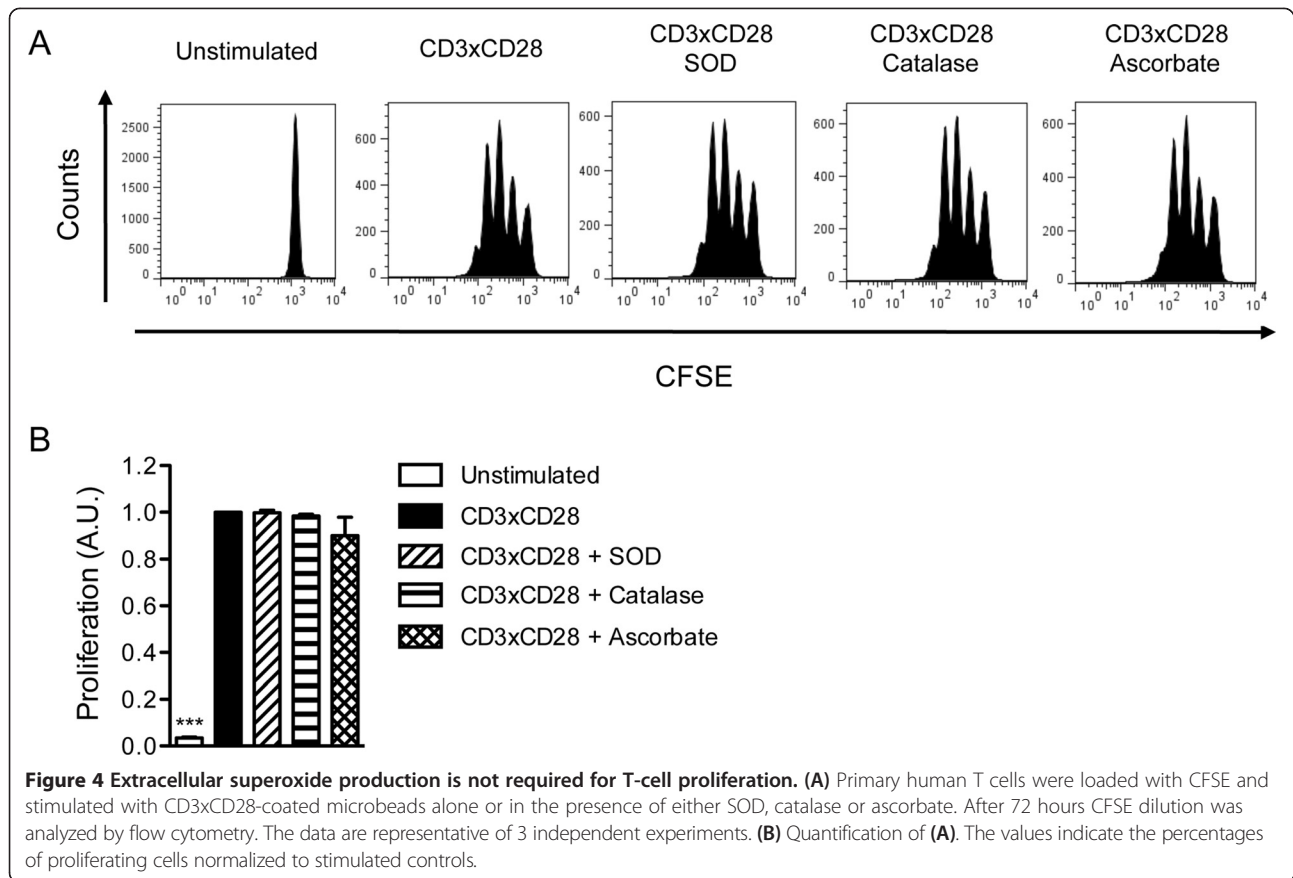 A
Unstimulated
CD3xCD28
CD3xCD28
SOD
CD3xCD28
Catalase
CD3xCD28
Ascorbate
Counts
2500
2000
1500
1000
500
0
10^0 10^1 10^2 10^3 10^4
600
400
200
0
10^0 10^1 10^2 10^3 10^4
600
400
200
0
10^0 10^1 10^2 10^3 10^4
600
400
200
0
10^0 10^1 10^2 10^3 10^4
600
400
200
0
10^0 10^1 10^2 10^3 10^4
CFSE
B
Proliferation (A.U.)
1.2
1.0
0.8
0.6
0.4
0.2
0.0
***
Unstimulated
CD3xCD28
CD3xCD28 + SOD
CD3xCD28 + Catalase
CD3xCD28 + Ascorbate
Figure 4 Extracellular superoxide production is not required for T-cell proliferation. (A) Primary human T cells were loaded with CFSE and
stimulated with CD3xCD28-coated microbeads alone or in the presence of either SOD, catalase or ascorbate. After 72 hours CFSE dilution was
analyzed by flow cytometry. The data are representative of 3 independent experiments. (B) Quantification of (A). The values indicate the percentages
of proliferating cells normalized to stimulated controls.